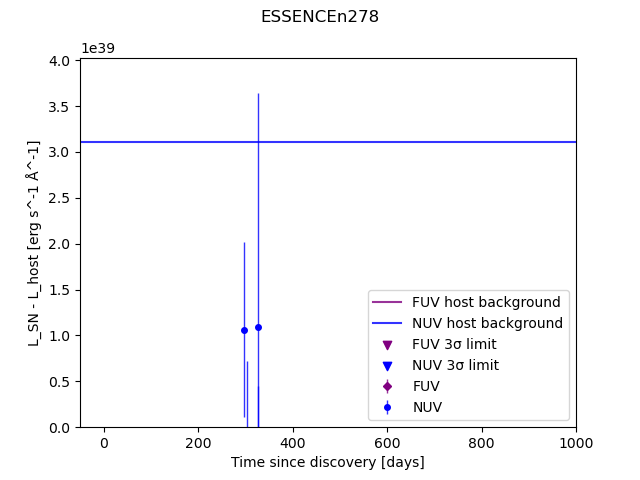 ESSENCEn278
1e39
4.0
3.5
3.0
2.5
2.0
1.5
1.0
0.5
0.0
L_SN - L_host [erg s^-1 Å^-1]
FUV host background
NUV host background
FUV 3σ limit
NUV 3σ limit
FUV
NUV
0 200 400 600 800 1000
Time since discovery [days]